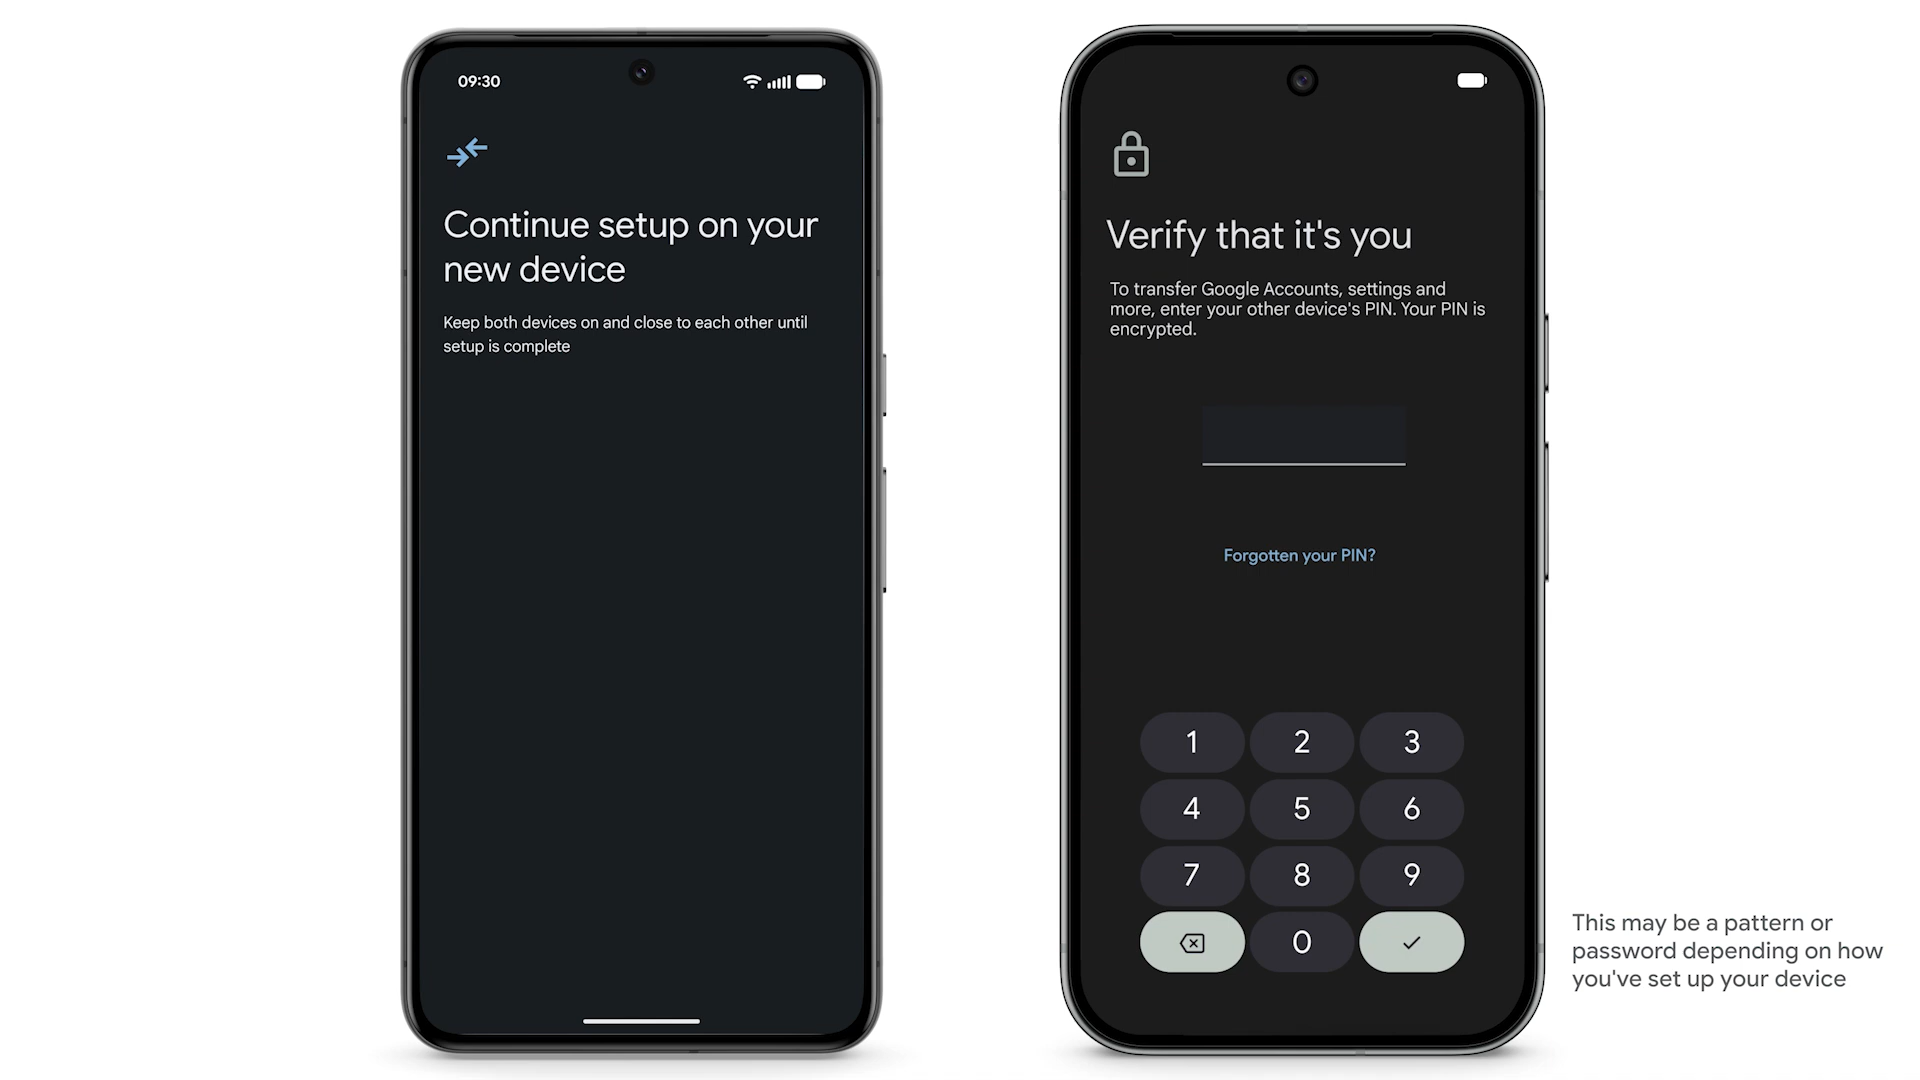 09:30
Continue setup on your
new device
Keep both devices on and close to each other until
setup is complete
Verify that it's you
To transfer Google Accounts, settings and
more, enter your other device's PIN. Your PIN is
encrypted.
Forgotten your PIN?
1 2 3
4 5 6
7 8 9
0
This may be a pattern or
password depending on how
you've set up your device